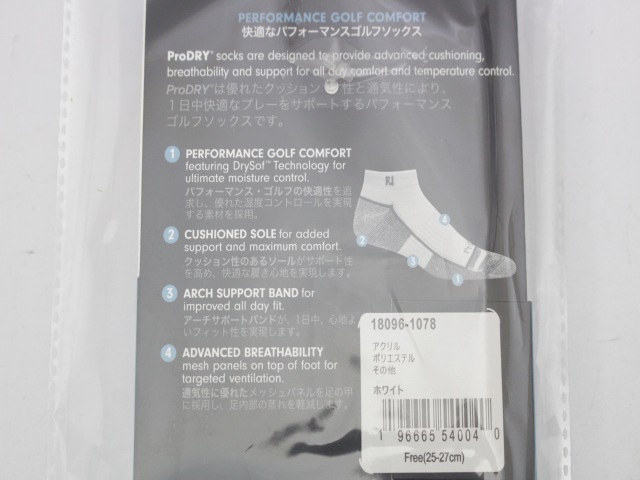 PERFORMANCE GOLF COMFORT
快適なパフォーマンスゴルフソックス
ProDRY® socks are designed to provide advanced cushioning,
breathability and support for all day comfort and temperature control.
ProDRY®は優れたクッション性と通気性により、
1日中快適なプレーをサポートするパフォーマンス
ゴルフソックスです。
1 PERFORMANCE GOLF COMFORT
featuring DrySof™ Technology for
ultimate moisture control.
パフォーマンス・ゴルフの快適性を追
求し、優れた湿度コントロールを実現
する素材を採用。
2 CUSHIONED SOLE for added
support and maximum comfort.
クッション性のあるソールがサポート性
を高め、快適な履き心地を実現します。
3 ARCH SUPPORT BAND for
improved all day fit.
アーチサポートバンドが、1日中、心地よ
いフィット性を実現します。
4 ADVANCED BREATHABILITY
mesh panels on top of foot for
targeted ventilation.
通気性に優れたメッシュパネルを足の甲
に採用し、足内部の蒸れを軽減します。
FJ
4
2
3
1
18096-1078
アクリル
ポリエステル
その他
ホワイト
1 96665 54004 0
Free(25-27cm)